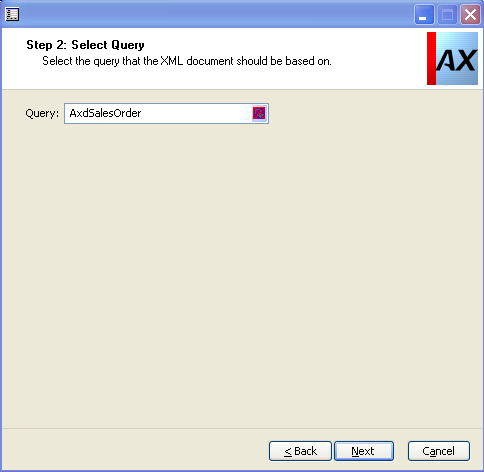 Step 2: Select Query
Select the query that the XML document should be based on.
AX
Query: AxdSalesOrder
< Back Next Cancel